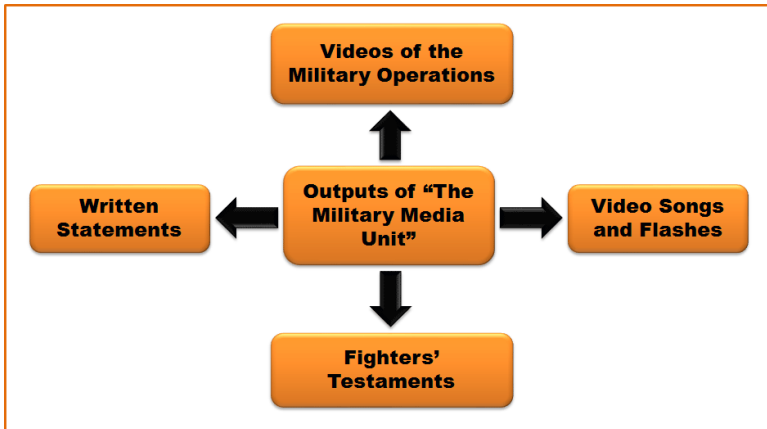 Videos of the
Military Operations
Written
Statements
Outputs of “The
Military Media
Unit”
Video Songs
and Flashes
Fighters’
Testaments